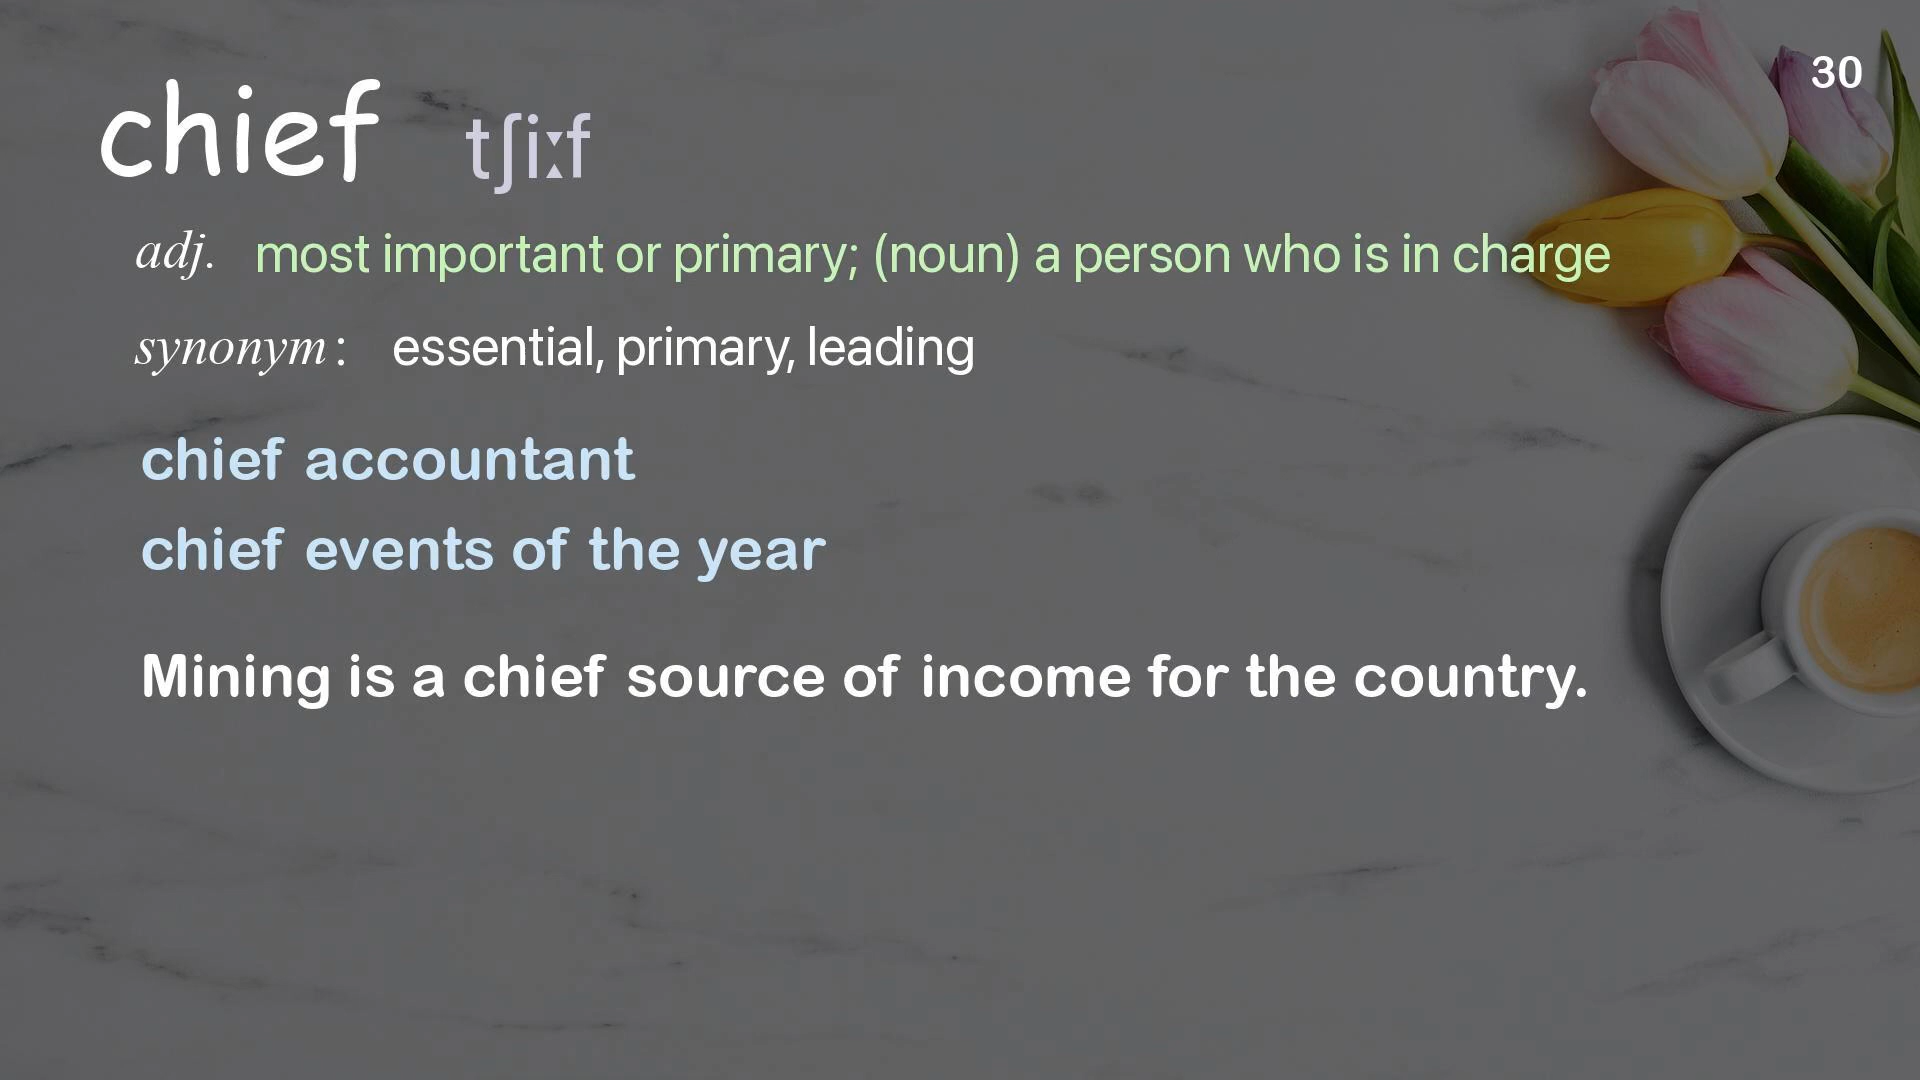 30
chief tʃiːf
adj. most important or primary; (noun) a person who is in charge
synonym: essential, primary, leading
chief accountant
chief events of the year
Mining is a chief source of income for the country.